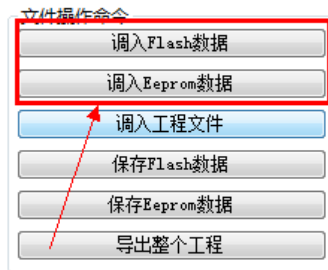 文件操作命令
调入Flash数据
调入Eeprom数据
调入工程文件
保存Flash数据
保存Eeprom数据
导出整个工程